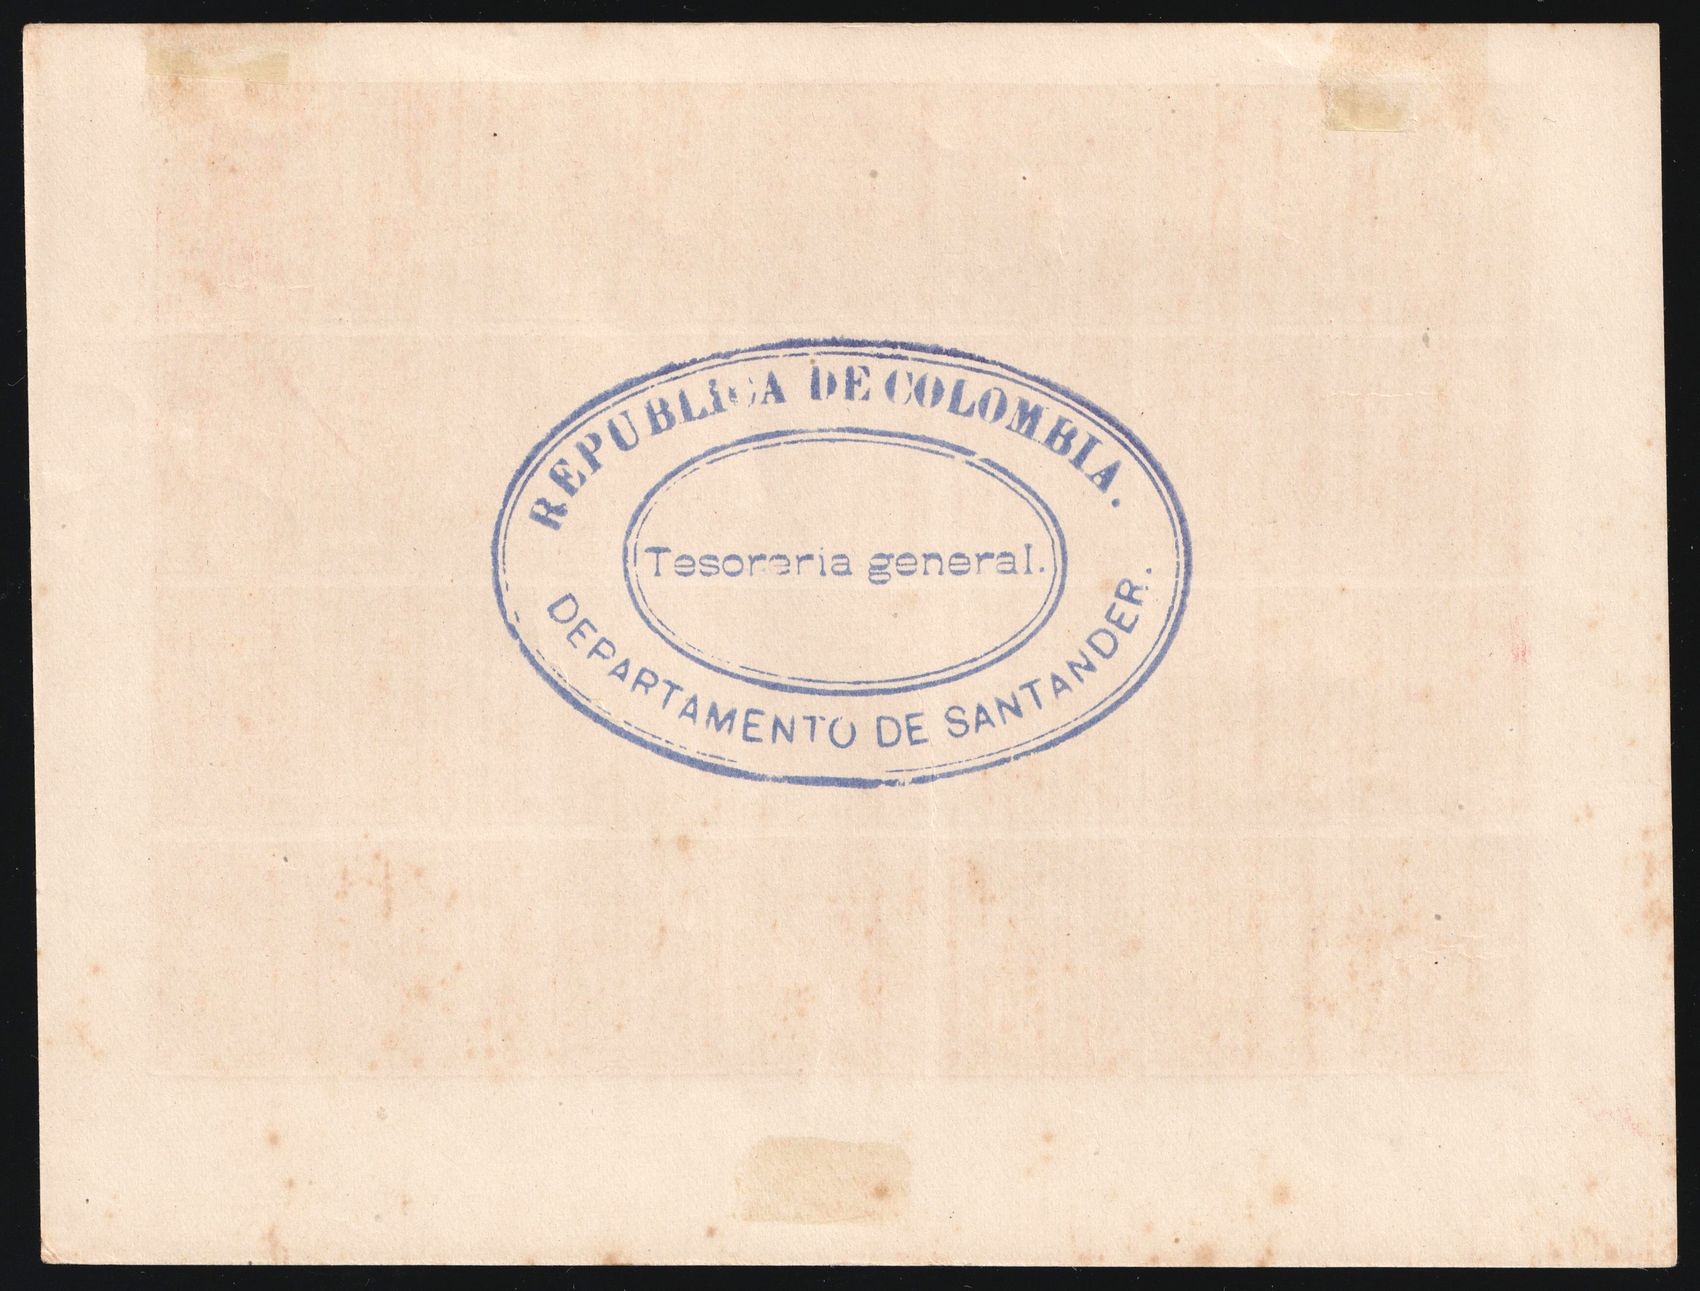 REPUBLICA DE COLOMBIA.
Tesoreria general.
DEPARTAMENTO DE SANTANDER.